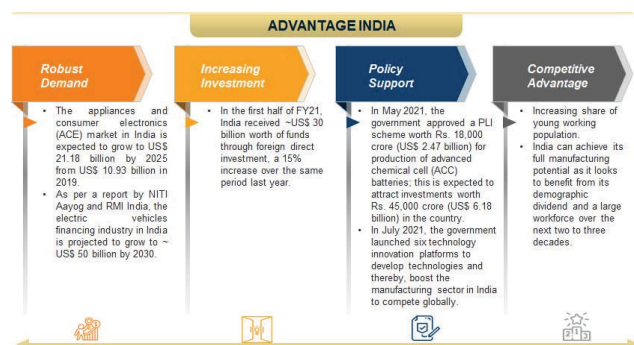 ADVANTAGE INDIA
Robust
Demand
• The appliances and
consumer electronics
(ACE) market in India is
expected to grow to US$
21.18 billion by 2025
from US$ 10.93 billion in
2019.
• As per a report by NITI
Aayog and RMI India, the
electric vehicles
financing industry in India
is projected to grow to ~
US$ 50 billion by 2030.
Increasing
Investment
• In the first half of FY21,
India received ~US$ 30
billion worth of funds
through foreign direct
investment, a 15%
increase over the same
period last year.
Policy
Support
• In May 2021, the
government approved a PLI
scheme worth Rs. 18,000
crore (US$ 2.47 billion) for
production of advanced
chemical cell (ACC)
batteries; this is expected to
attract investments worth
Rs. 45,000 crore (US$ 6.18
billion) in the country.
• In July 2021, the government
launched six technology
innovation platforms to
develop technologies and
thereby, boost the
manufacturing sector in India
to compete globally.
Competitive
Advantage
• Increasing share of
young working
population.
• India can achieve its
full manufacturing
potential as it looks
to benefit from its
demographic
dividend and a large
workforce over the
next two to three
decades.
2 1 3